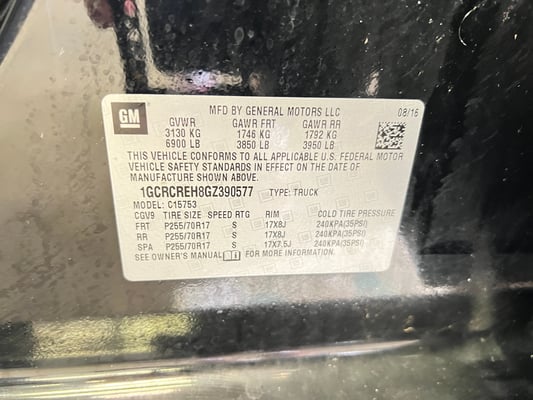 GM
MFD BY GENERAL MOTORS LLC 08/16
GVWR GAWR FRT GAWR RR
3130 KG 1746 KG 1792 KG
6900 LB 3850 LB 3950 LB
THIS VEHICLE CONFORMS TO ALL APPLICABLE U.S. FEDERAL MOTOR
VEHICLE SAFETY STANDARDS IN EFFECT ON THE DATE OF
MANUFACTURE SHOWN ABOVE.
1GCRCREH8GZ390577 TYPE: TRUCK
MODEL: C15753
CGV9 TIRE SIZE SPEED RTG RIM COLD TIRE PRESSURE
FRT P255/70R17 S 17X8J 240KPA(35PSI)
RR P255/70R17 S 17X8J 240KPA(35PSI)
SPA P255/70R17 S 17X7.5J 240KPA(35PSI)
SEE OWNER'S MANUAL FOR MORE INFORMATION.